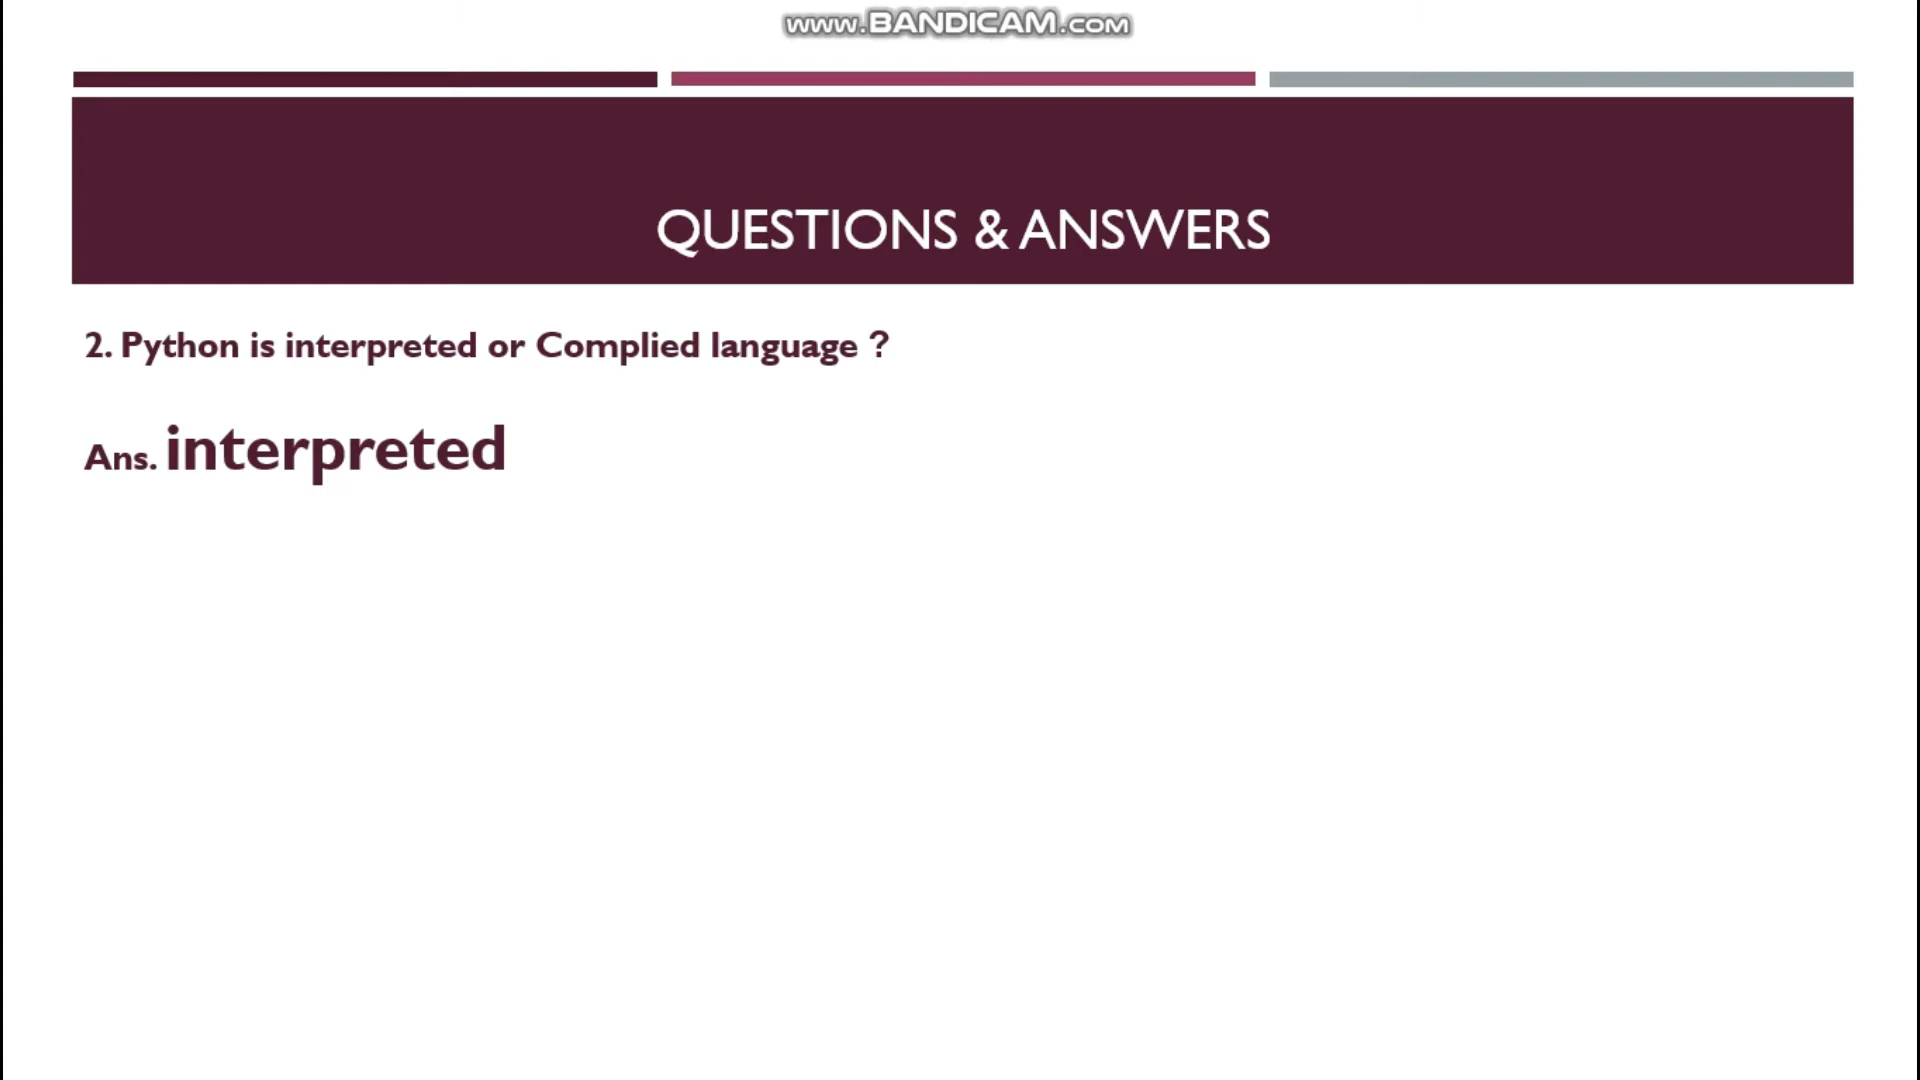 www.BANDICAM.com
QUESTIONS & ANSWERS
2. Python is interpreted or Complied language ?
Ans. interpreted